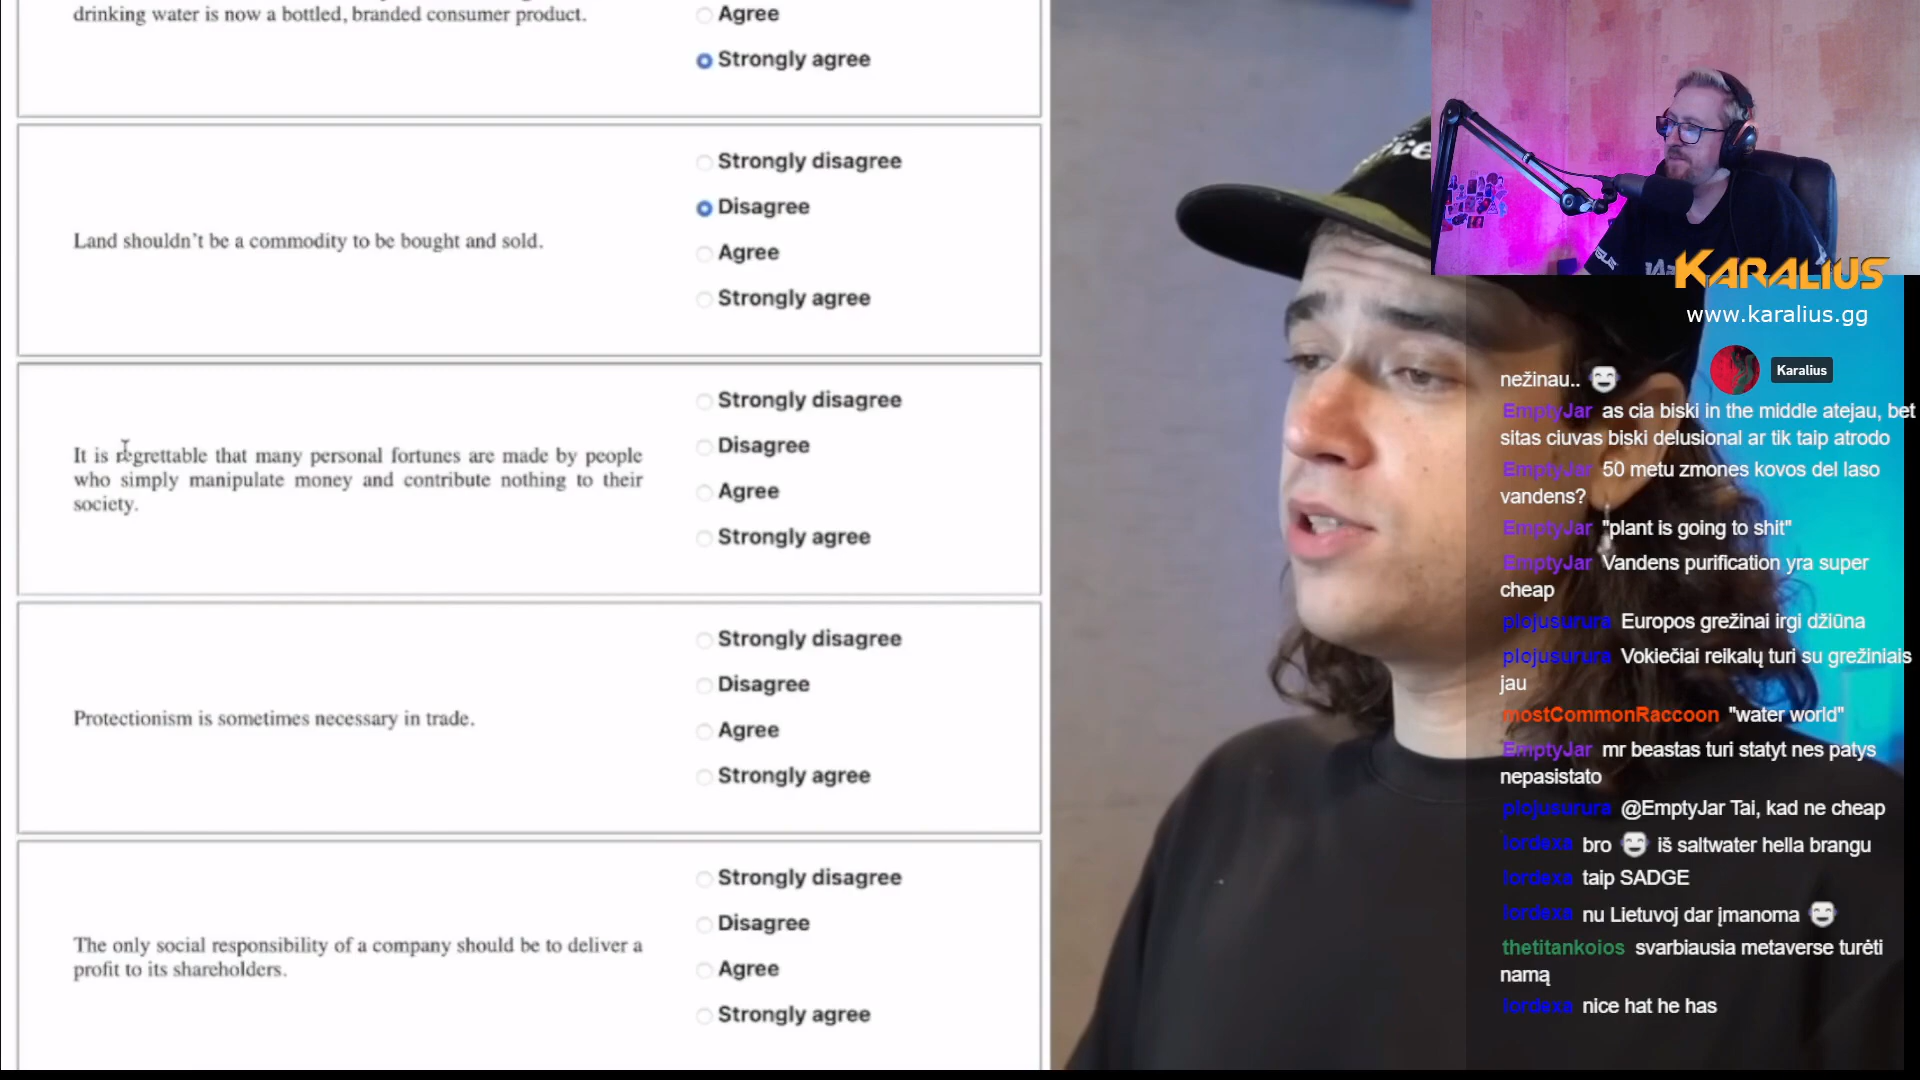 drinking water is now a bottled, branded consumer product.
Agree
Strongly agree
Land shouldn't be a commodity to be bought and sold.
Strongly disagree
Disagree
Agree
Strongly agree
It is regrettable that many personal fortunes are made by people
who simply manipulate money and contribute nothing to their
society.
Strongly disagree
Disagree
Agree
Strongly agree
Protectionism is sometimes necessary in trade.
Strongly disagree
Disagree
Agree
Strongly agree
The only social responsibility of a company should be to deliver a
profit to its shareholders.
Strongly disagree
Disagree
Agree
Strongly agree
KARALIUS
www.karalius.gg
Karalius
nežinau..
EmptyJar as cia biski in the middle atejau, bet
sitas ciuvas biski delusional ar tik taip atrodo
EmptyJar 50 metu zmones kovos del laso
vandens?
EmptyJar "plant is going to shit"
EmptyJar Vandens purification yra super
cheap
plojusurura Europos grežinai irgi džiūna
plojusurura Vokiečiai reikalų turi su grežiniais
jau
mostCommonRaccoon "water world"
EmptyJar mr beastas turi statyt nes patys
nepasistato
plojusurura @EmptyJar Tai, kad ne cheap
lordexa bro iš saltwater hella brangu
lordexa taip SADGE
lordexa nu Lietuvoj dar įmanoma
thetitankoios svarbiausia metaverse turėti
namą
lordexa nice hat he has